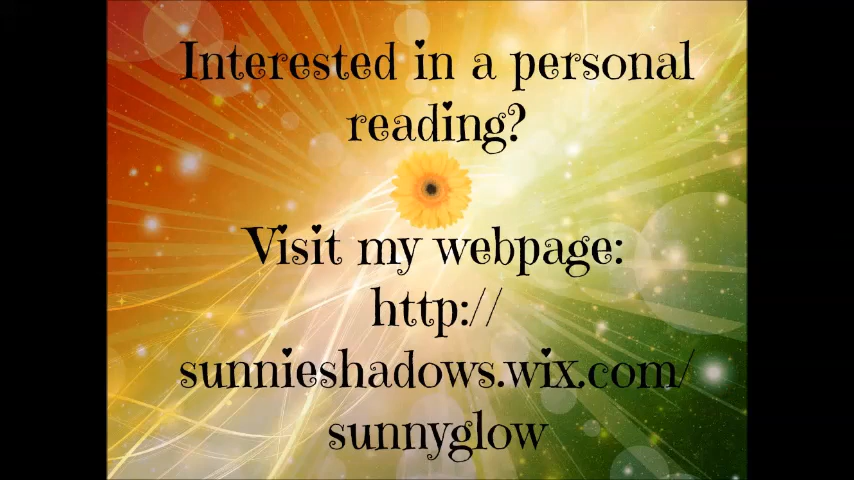 Interested in a personal
reading?
Visit my webpage:
http://
sunnieshadows.wix.com/
sunnyglow